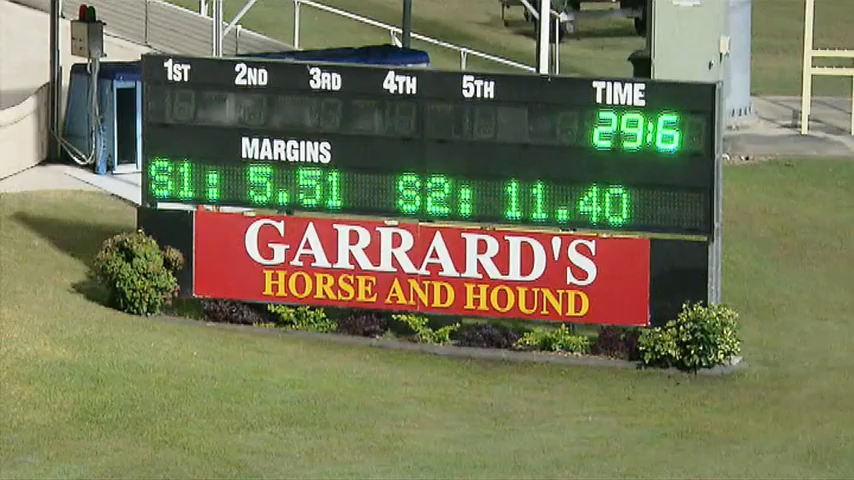 1ST 2ND 3RD 4TH 5TH TIME
29:6
MARGINS
S1: 5.51 S2: 11.40
GARRARD'S
HORSE AND HOUND